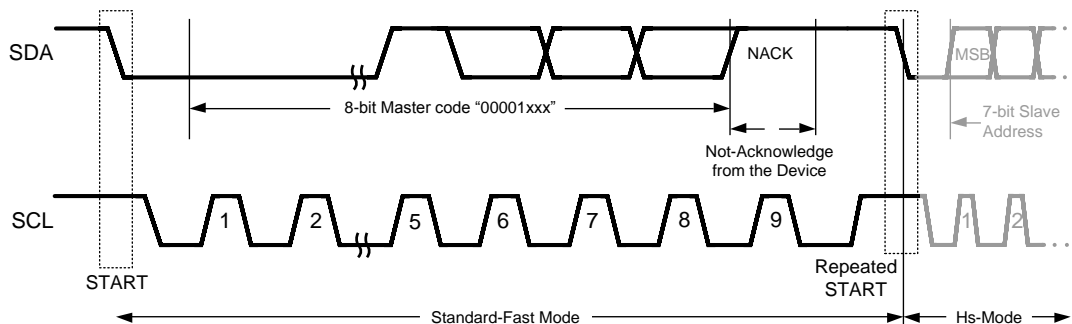 SDA
NACK
MSB
8-bit Master code “00001xxx”
7-bit Slave
Address
Not-Acknowledge
from the Device
SCL
1
2
5
6
7
8
9
1
2
START
Repeated
START
Standard-Fast Mode
Hs-Mode